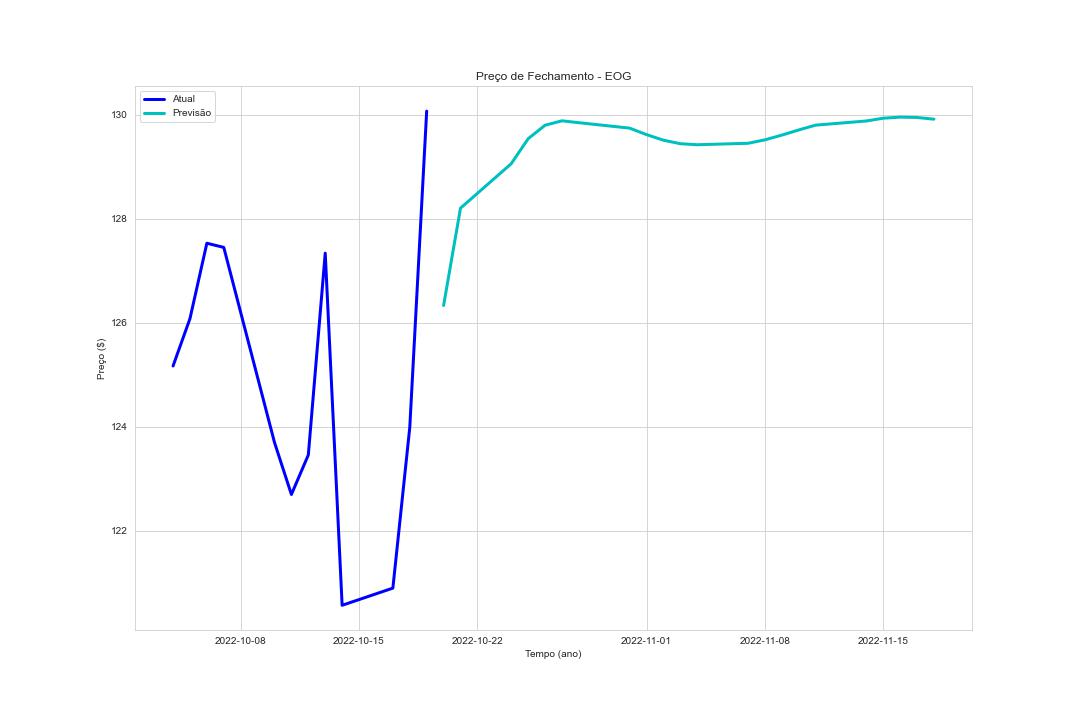 Preço de Fechamento - EOG
Atual
Previsão
130
128
126
124
122
Preço ($)
2022-10-08 2022-10-15 2022-10-22 2022-11-01 2022-11-08 2022-11-15
Tempo (ano)